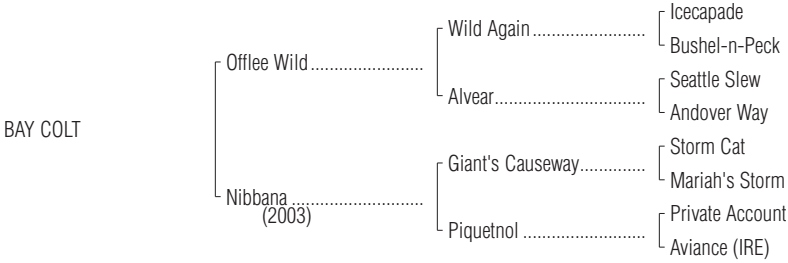 Icecapade
Wild Again
Bushel-n-Peck
Offlee Wild
Seattle Slew
Alvear
Andover Way
BAY COLT
Storm Cat
Giant's Causeway
Mariah's Storm
Nibbana
(2003)
Private Account
Piquetnol
Aviance (IRE)